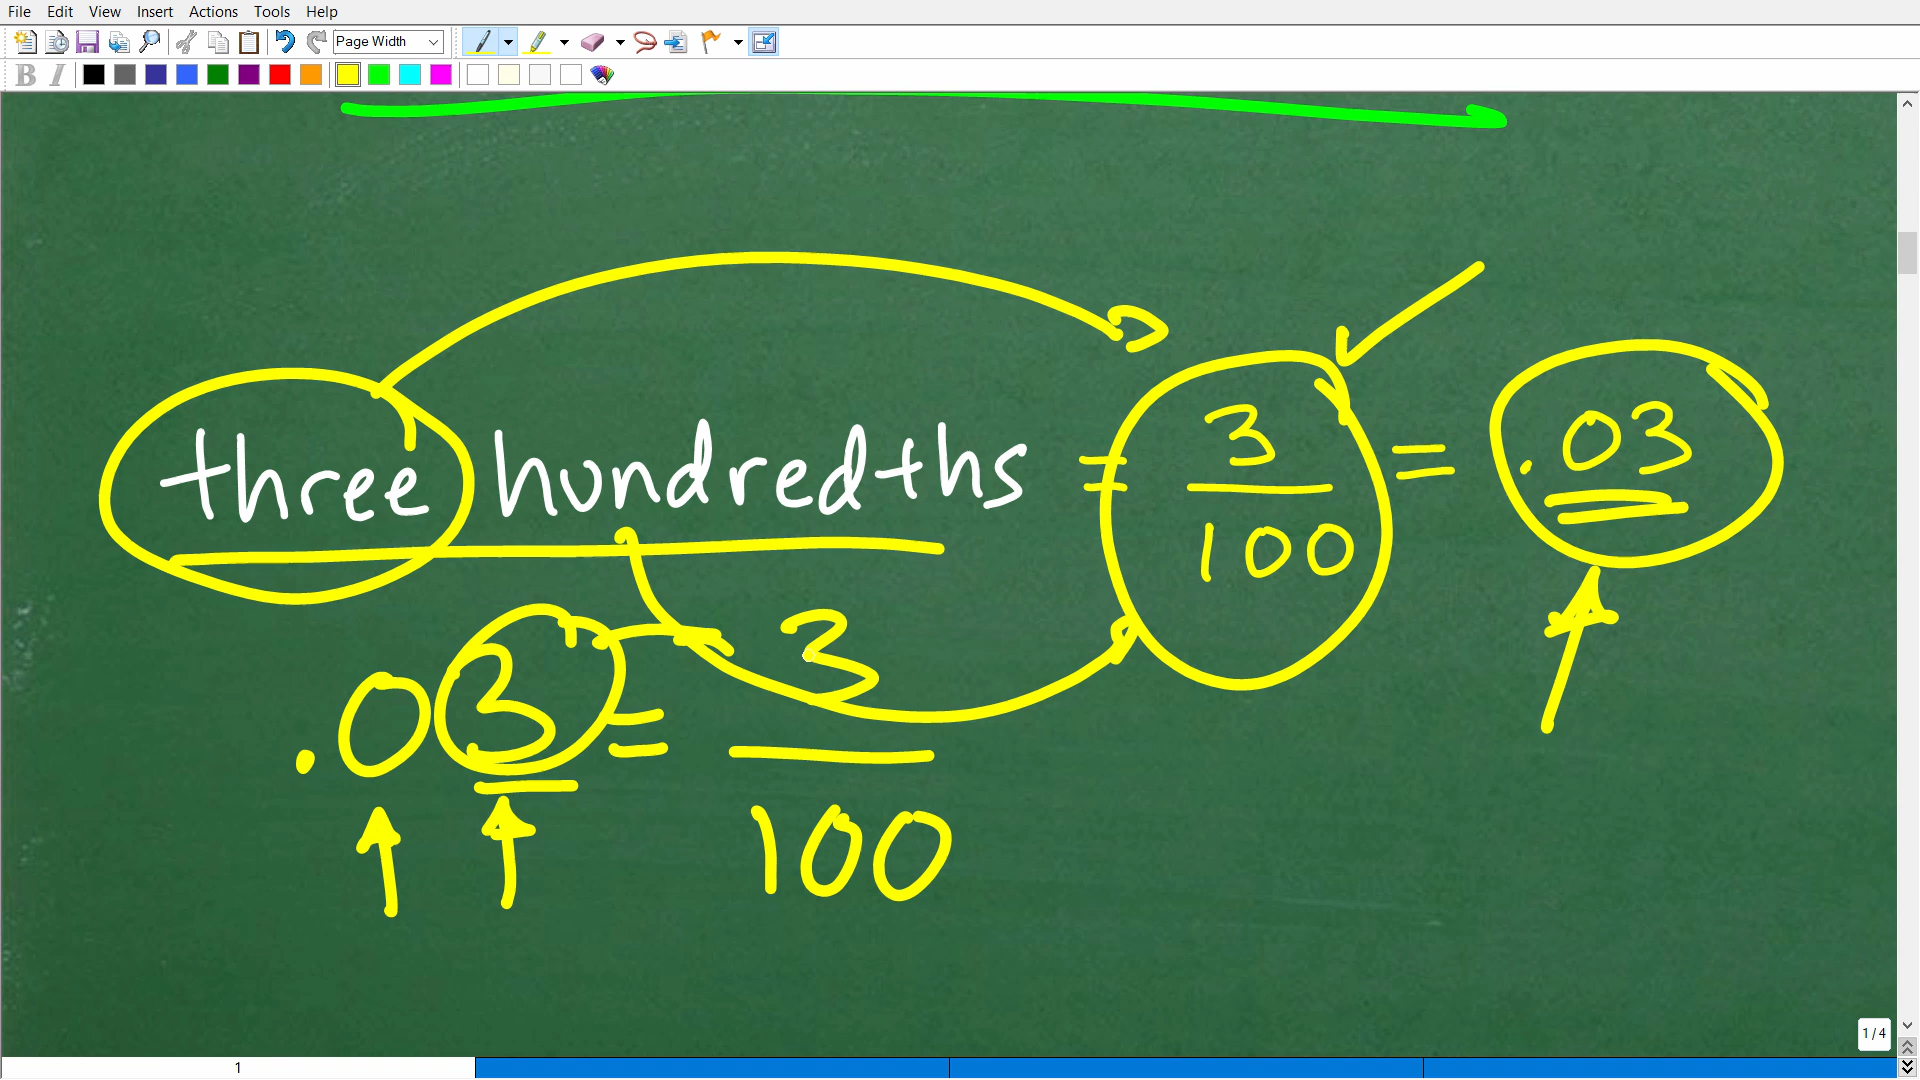 File Edit View Insert Actions Tools Help
Page Width
B I
three hundredths = 3/100 = .03
.03 = 3/100
1/4
1